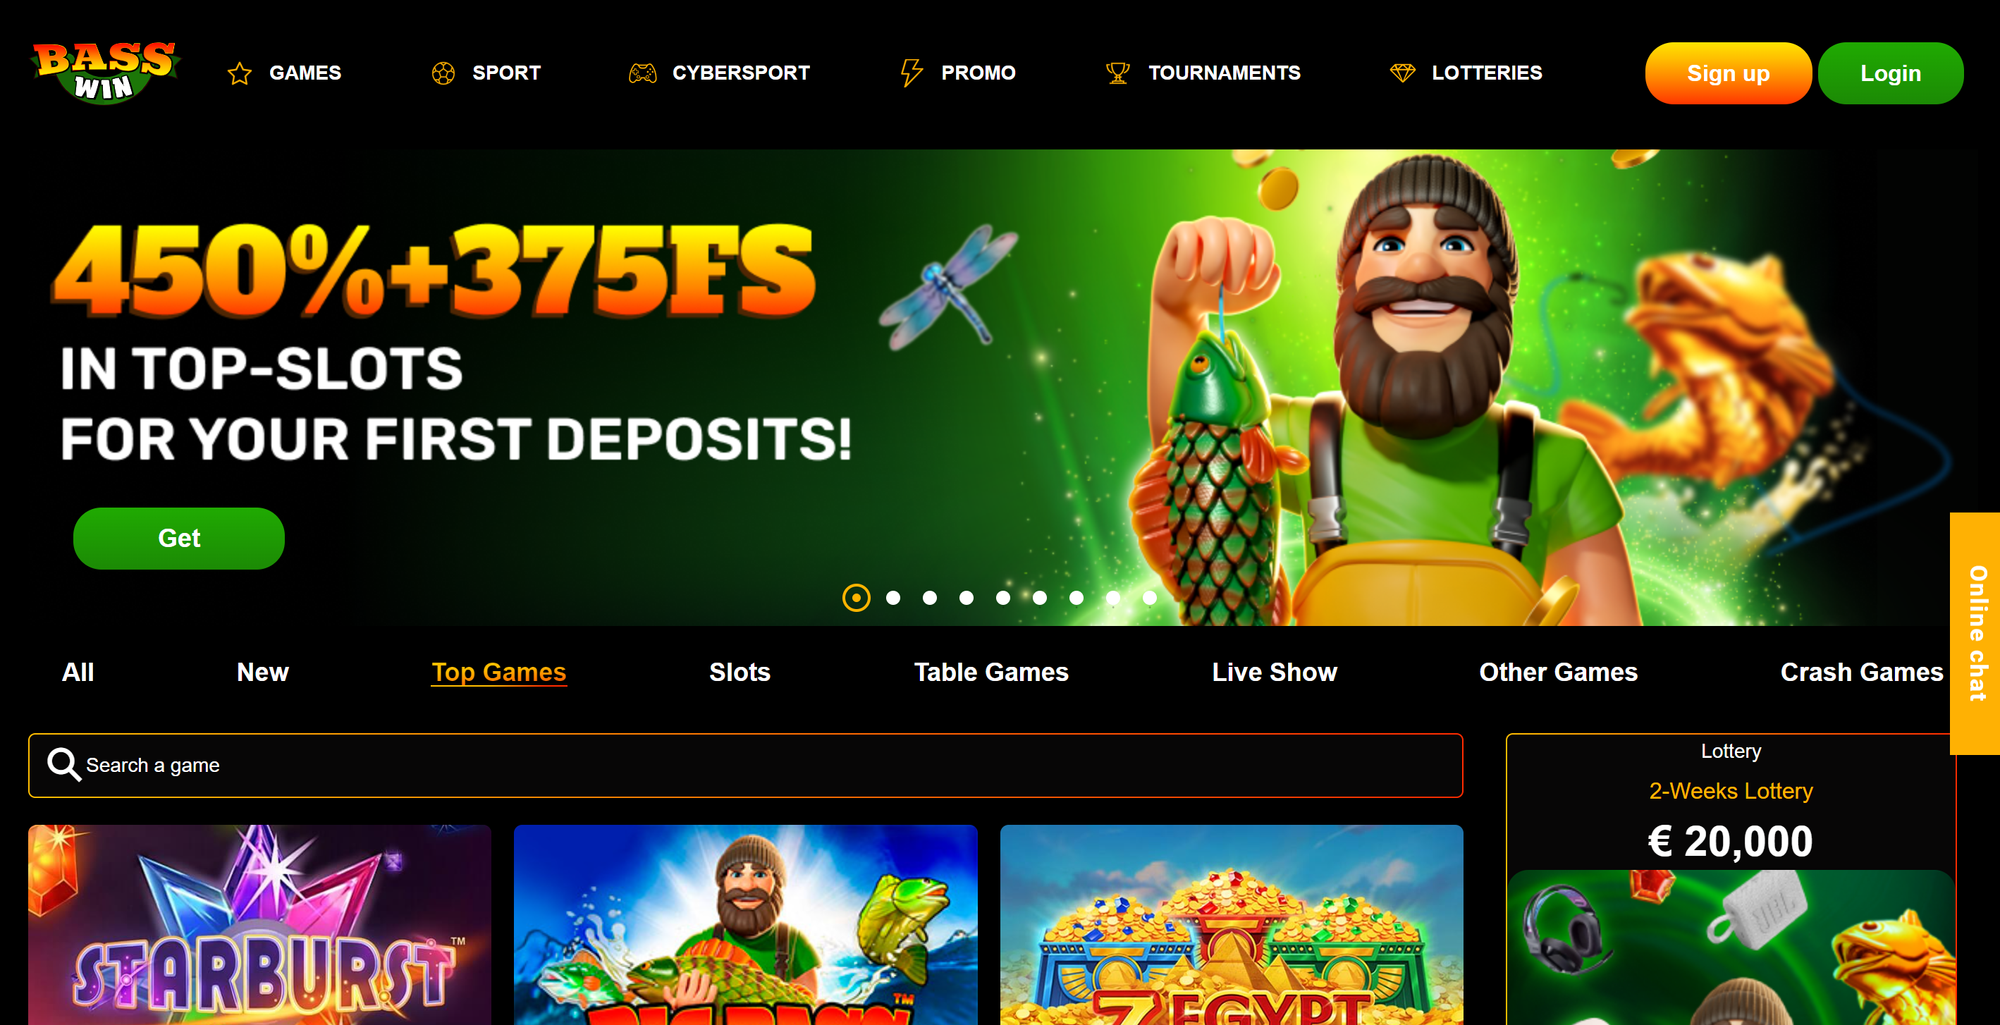 BASS
WIN
GAMES
SPORT
CYBERSPORT
PROMO
TOURNAMENTS
LOTTERIES
Sign up
Login
450%+375FS
IN TOP-SLOTS
FOR YOUR FIRST DEPOSITS!
Get
Online chat
All
New
Top Games
Slots
Table Games
Live Show
Other Games
Crash Games
Search a game
Lottery
2-Weeks Lottery
€ 20,000
STARBURST™
BIG BASS™
7 EGYPT
JBL